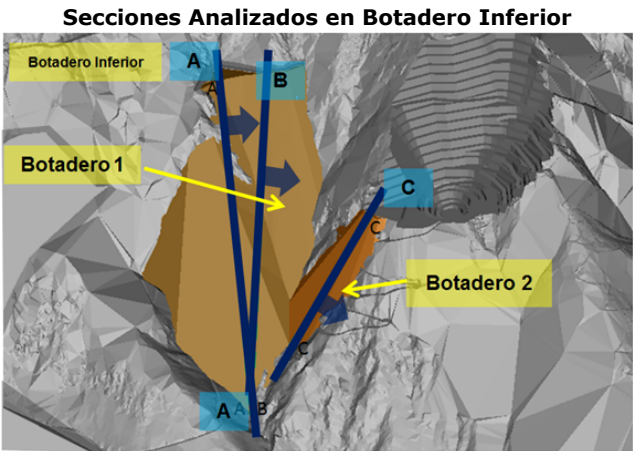 Secciones Analizados en Botadero Inferior
Botadero Inferior
A
A
B
Botadero 1
C
C
Botadero 2
C
A
A
B